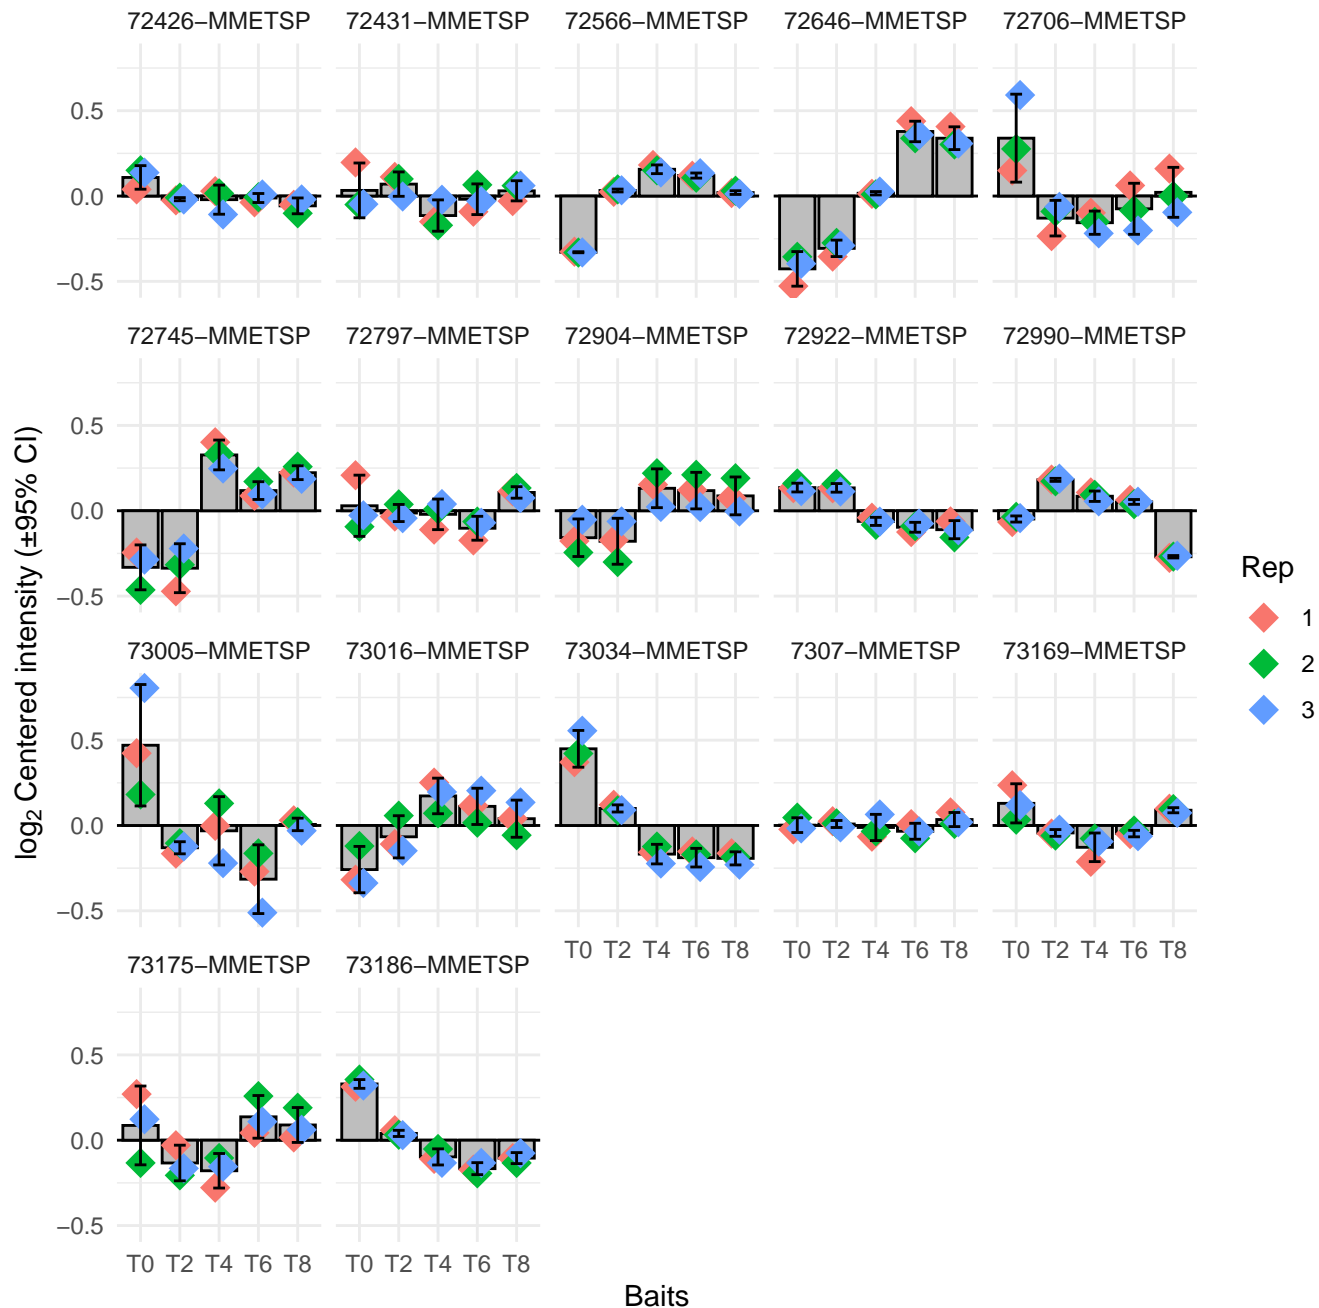 72426−MMETSP 72431−MMETSP 72566−MMETSP 72646−MMETSP 72706−MMETSP
0.5
0.0
−0.5
72745−MMETSP 72797−MMETSP 72904−MMETSP 72922−MMETSP 72990−MMETSP
0.5
0.0
−0.5
73005−MMETSP 73016−MMETSP 73034−MMETSP 7307−MMETSP 73169−MMETSP
0.5
0.0
−0.5
T0 T2 T4 T6 T8 T0 T2 T4 T6 T8 T0 T2 T4 T6 T8
73175−MMETSP 73186−MMETSP
0.5
0.0
−0.5
T0 T2 T4 T6 T8 T0 T2 T4 T6 T8
Baits
log2 Centered intensity (±95% CI)
Rep
1
2
3